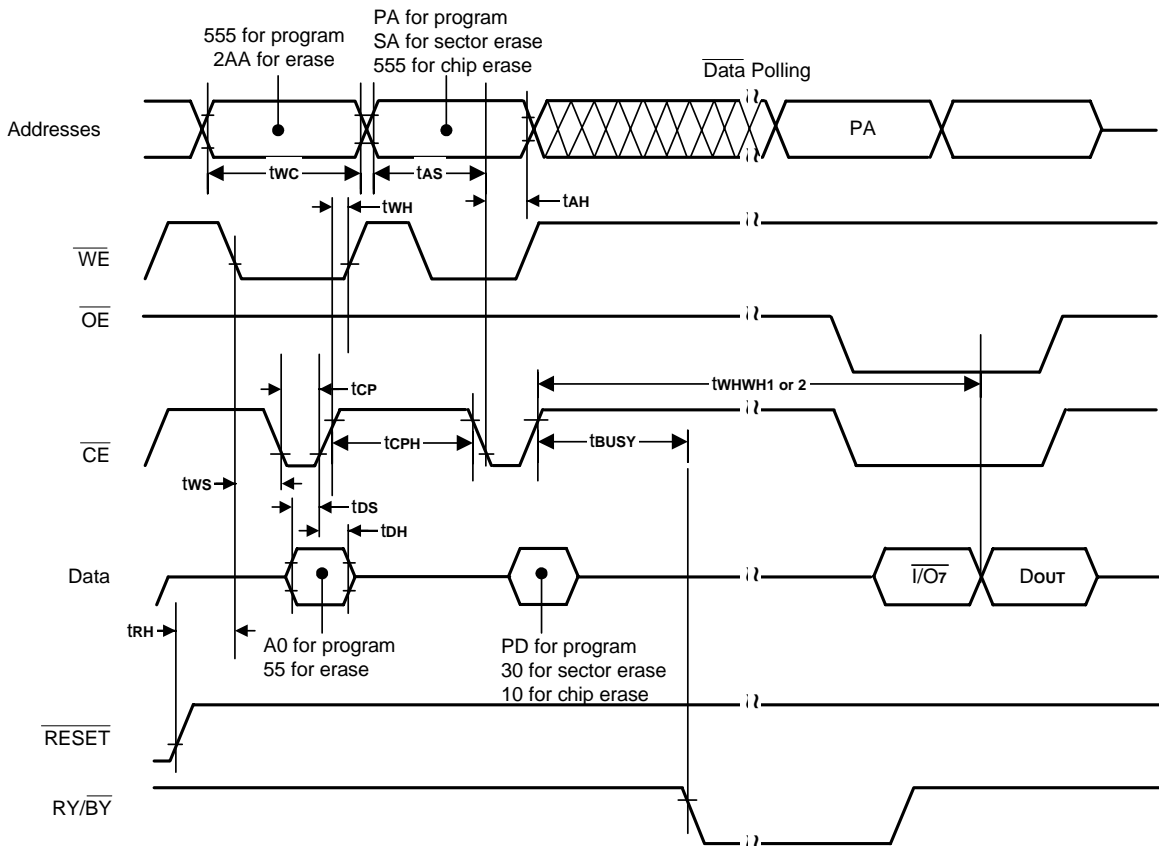 555 for program
2AA for erase
PA for program
SA for sector erase
555 for chip erase
Data Polling
Addresses
PA
tWC
tAS
tAH
tWH
WE
OE
tWHWH1 or 2
tCP
tCPH
tBUSY
CE
tWS
tDS
tDH
Data
I/O7
DOUT
tRH
A0 for program
55 for erase
PD for program
30 for sector erase
10 for chip erase
RESET
RY/BY